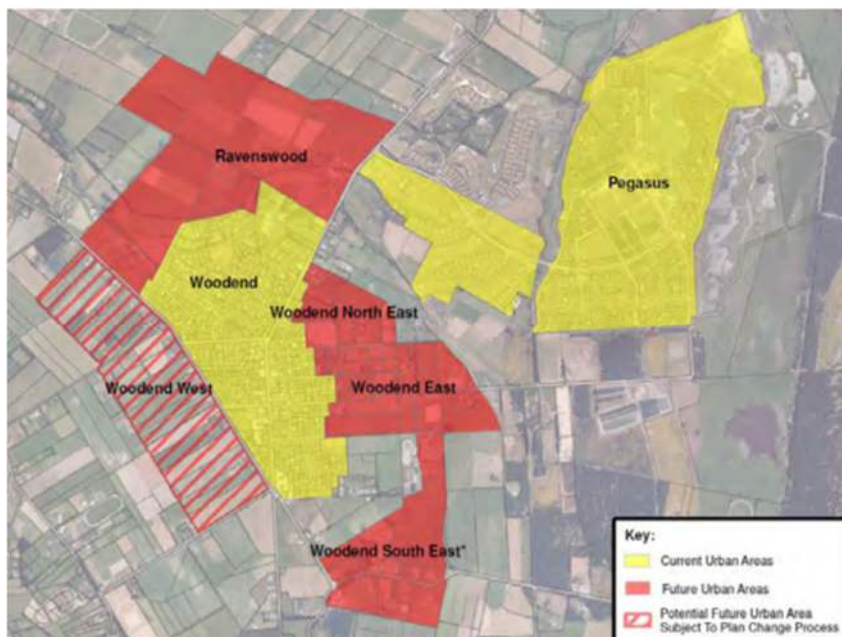 Ravenswood
Pegasus
Woodend
Woodend North East
Woodend West
Woodend East
Woodend South East*
Key:
Current Urban Areas
Future Urban Areas
Potential Future Urban Area
Subject To Plan Change Process